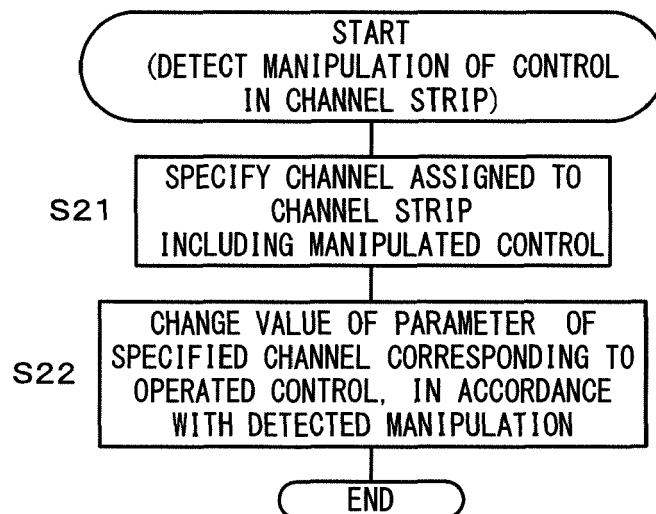 START
(DETECT MANIPULATION OF CONTROL
IN CHANNEL STRIP)
S21
SPECIFY CHANNEL ASSIGNED TO
CHANNEL STRIP
INCLUDING MANIPULATED CONTROL
S22
CHANGE VALUE OF PARAMETER OF
SPECIFIED CHANNEL CORRESPONDING TO
OPERATED CONTROL, IN ACCORDANCE
WITH DETECTED MANIPULATION
END